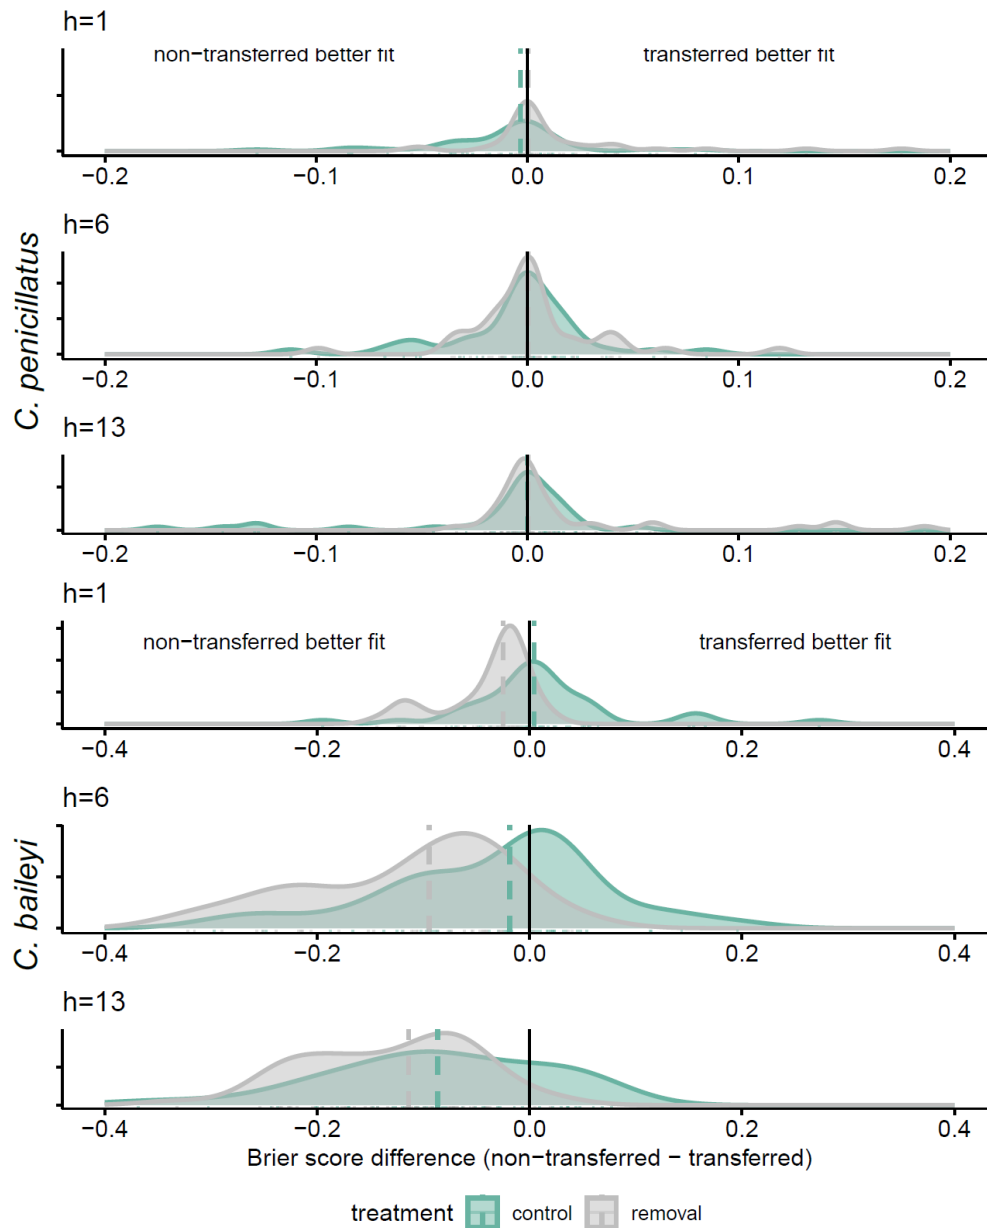 h=1
non−transferred better fit transferred better fit
−0.2 −0.1 0.0 0.1 0.2
h=6
−0.2 −0.1 0.0 0.1 0.2
C. penicillatus
h=13
−0.2 −0.1 0.0 0.1 0.2
h=1
non−transferred better fit transferred better fit
−0.4 −0.2 0.0 0.2 0.4
h=6
−0.4 −0.2 0.0 0.2 0.4
C. baileyi
h=13
−0.4 −0.2 0.0 0.2 0.4
Brier score difference (non−transferred − transferred)
treatment control removal